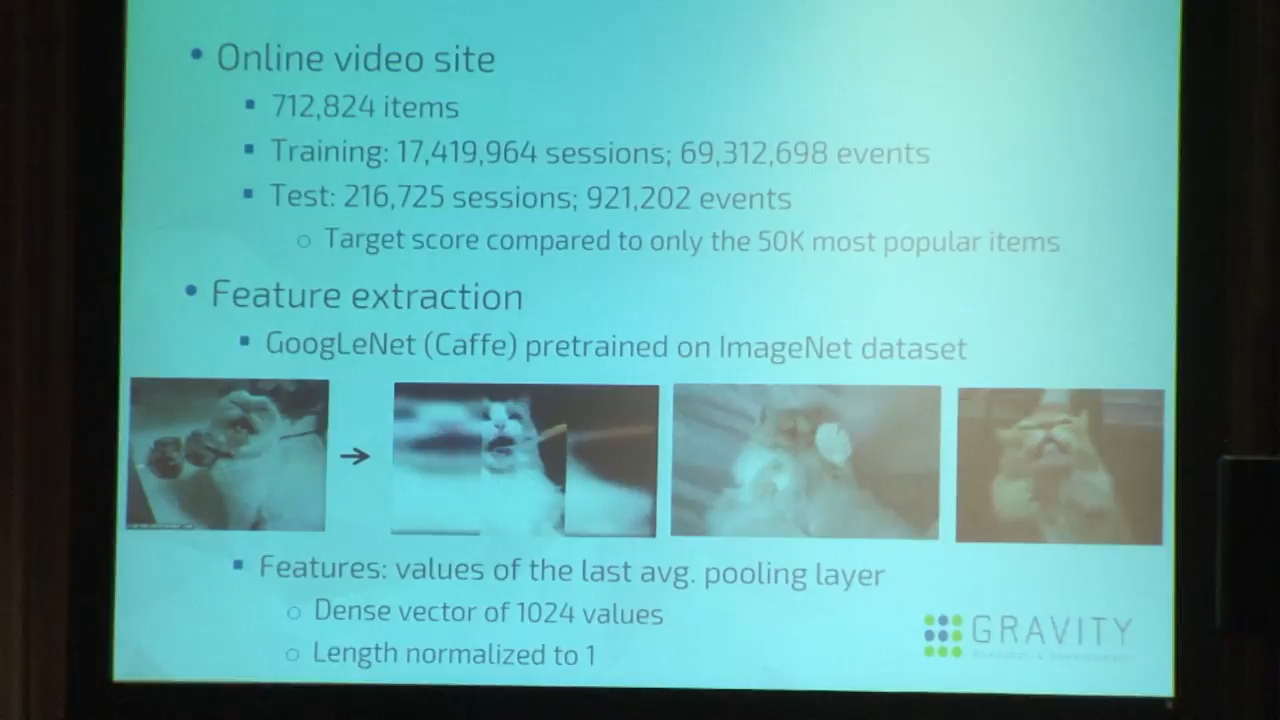 • Online video site
▪ 712,824 items
▪ Training: 17,419,964 sessions; 69,312,698 events
▪ Test: 216,725 sessions; 921,202 events
○ Target score compared to only the 50K most popular items
• Feature extraction
▪ GoogLeNet (Caffe) pretrained on ImageNet dataset
▪ Features: values of the last avg. pooling layer
○ Dense vector of 1024 values
○ Length normalized to 1
GRAVITY